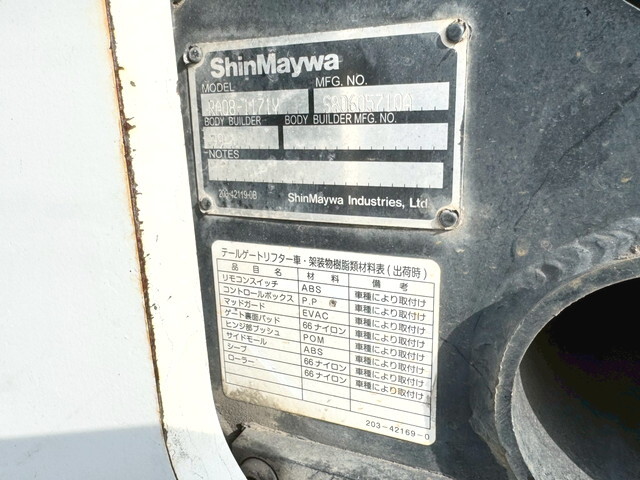 ShinMaywa
MODEL MFG. NO.
BODY BUILDER BODY BUILDER MFG. NO.
NOTES
203-42119-0B ShinMaywa Industries, Ltd.
テールゲートリフター車・架装物樹脂類材料表(出荷時)
品目名 材料 備考
リモコンスイッチ ABS 車種により取付け
コントロールボックス P.P 他 車種により取付け
マッドガード EVAC 車種により取付け
ゲート裏面パッド 66ナイロン 車種により取付け
ヒンジ部ブッシュ POM 車種により取付け
サイドモール ABS 車種により取付け
シーブ 66ナイロン 車種により取付け
ローラー 66ナイロン 車種により取付け
203-42169-0